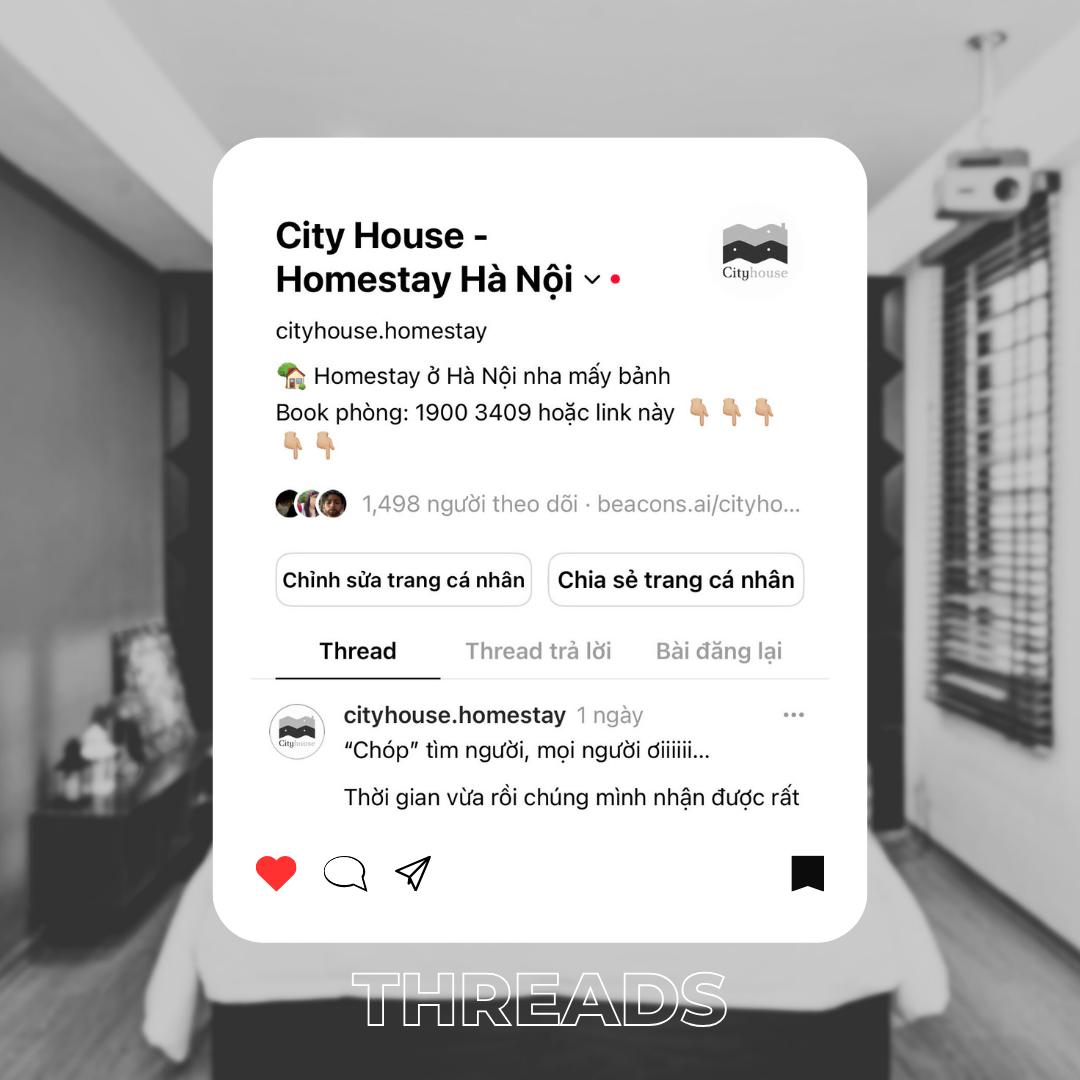 City House -
Homestay Hà Nội
Cityhouse
cityhouse.homestay
🏡 Homestay ở Hà Nội nha mấy bảnh
Book phòng: 1900 3409 hoặc link này 👇🏼 👇🏼 👇🏼
👇🏼 👇🏼
1,498 người theo dõi · beacons.ai/cityho...
Chỉnh sửa trang cá nhân
Chia sẻ trang cá nhân
Thread
Thread trả lời
Bài đăng lại
Cityhouse
cityhouse.homestay 1 ngày
“Chóp” tìm người, mọi người ơiiiiii...
Thời gian vừa rồi chúng mình nhận được rất
THREADS